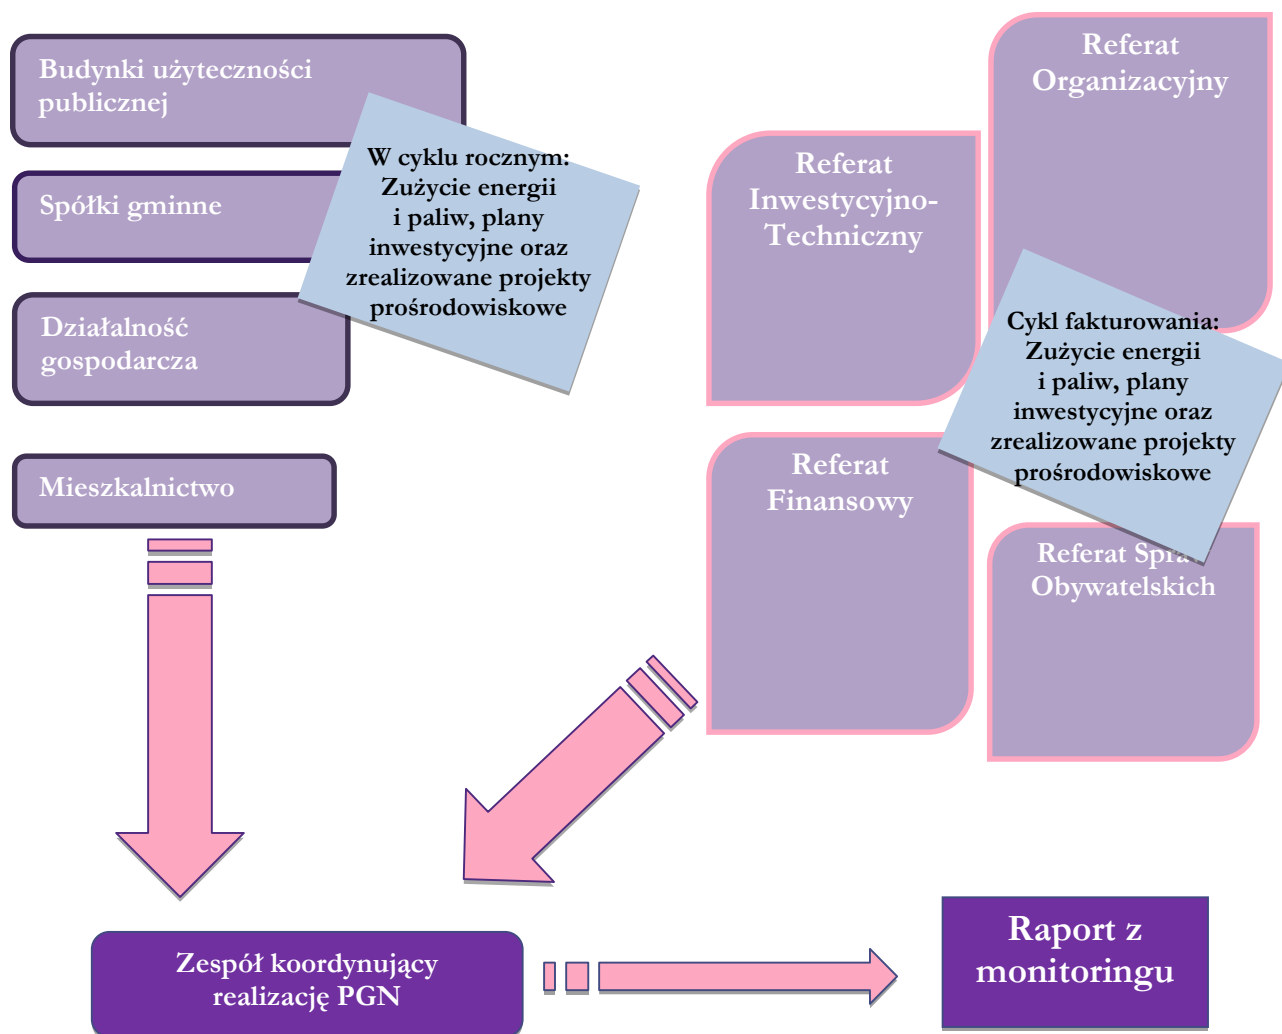 Budynki użyteczności
publicznej
Spółki gminne
Działalność
gospodarcza
Mieszkalnictwo
W cyklu rocznym:
Zużycie energii
i paliw, plany
inwestycyjne oraz
zrealizowane projekty
prośrodowiskowe
Referat
Inwestycyjno-
Techniczny
Referat
Organizacyjny
Referat
Finansowy
Cykl fakturowania:
Zużycie energii
i paliw, plany
inwestycyjne oraz
zrealizowane projekty
prośrodowiskowe
Referat Spraw
Obywatelskich
Zespół koordynujący
realizację PGN
Raport z
monitoringu